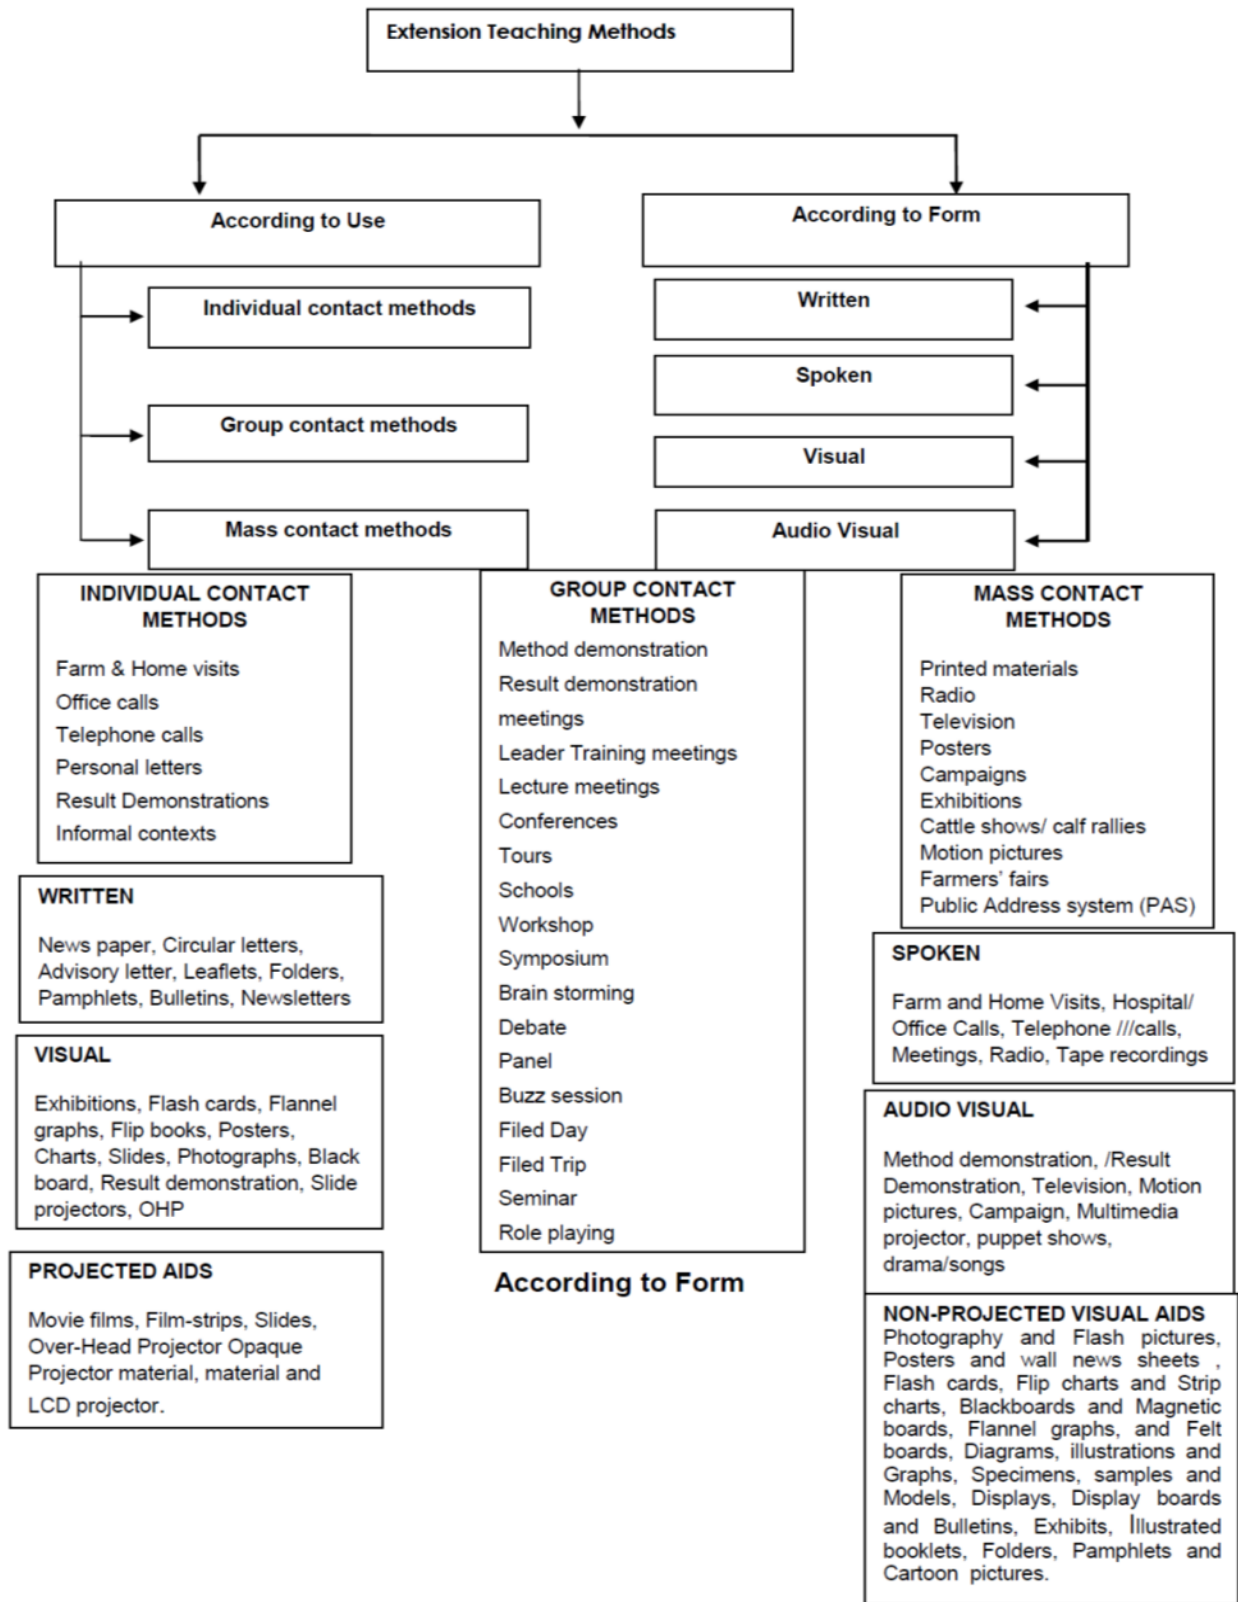 Extension Teaching Methods
According to Use
According to Form
Individual contact methods
Group contact methods
Mass contact methods
Written
Spoken
Visual
Audio Visual
INDIVIDUAL CONTACT
METHODS
Farm & Home visits
Office calls
Telephone calls
Personal letters
Result Demonstrations
Informal contexts
GROUP CONTACT
METHODS
Method demonstration
Result demonstration
meetings
Leader Training meetings
Lecture meetings
Conferences
Tours
Schools
Workshop
Symposium
Brain storming
Debate
Panel
Buzz session
Filed Day
Filed Trip
Seminar
Role playing
MASS CONTACT
METHODS
Printed materials
Radio
Television
Posters
Campaigns
Exhibitions
Cattle shows/ calf rallies
Motion pictures
Farmers' fairs
Public Address system (PAS)
According to Form
WRITTEN
News paper, Circular letters,
Advisory letter, Leaflets, Folders,
Pamphlets, Bulletins, Newsletters
SPOKEN
Farm and Home Visits, Hospital/
Office Calls, Telephone ///calls,
Meetings, Radio, Tape recordings
VISUAL
Exhibitions, Flash cards, Flannel
graphs, Flip books, Posters,
Charts, Slides, Photographs, Black
board, Result demonstration, Slide
projectors, OHP
AUDIO VISUAL
Method demonstration, /Result
Demonstration, Television, Motion
pictures, Campaign, Multimedia
projector, puppet shows,
drama/songs
PROJECTED AIDS
Movie films, Film-strips, Slides,
Over-Head Projector Opaque
Projector material, material and
LCD projector.
NON-PROJECTED VISUAL AIDS
Photography and Flash pictures,
Posters and wall news sheets ,
Flash cards, Flip charts and Strip
charts, Blackboards and Magnetic
boards, Flannel graphs, and Felt
boards, Diagrams, illustrations and
Graphs, Specimens, samples and
Models, Displays, Display boards
and Bulletins, Exhibits, Illustrated
booklets, Folders, Pamphlets and
Cartoon pictures.